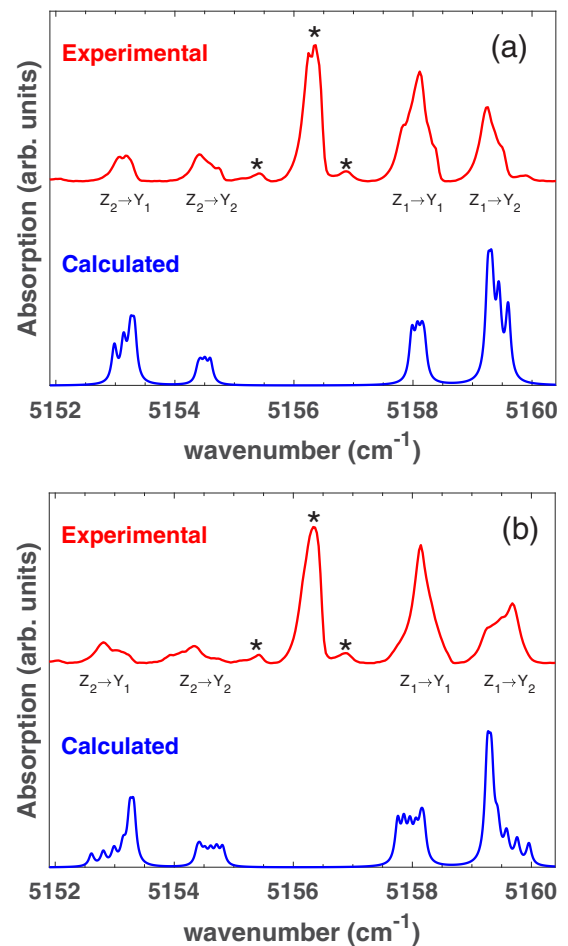 (a)
Experimental
*
*
*
Z₂→Y₁
Z₂→Y₂
Z₁→Y₁
Z₁→Y₂
Calculated
Absorption (arb. units)
5152 5154 5156 5158 5160
wavenumber (cm⁻¹)
(b)
Experimental
*
*
*
Z₂→Y₁
Z₂→Y₂
Z₁→Y₁
Z₁→Y₂
Calculated
Absorption (arb. units)
5152 5154 5156 5158 5160
wavenumber (cm⁻¹)